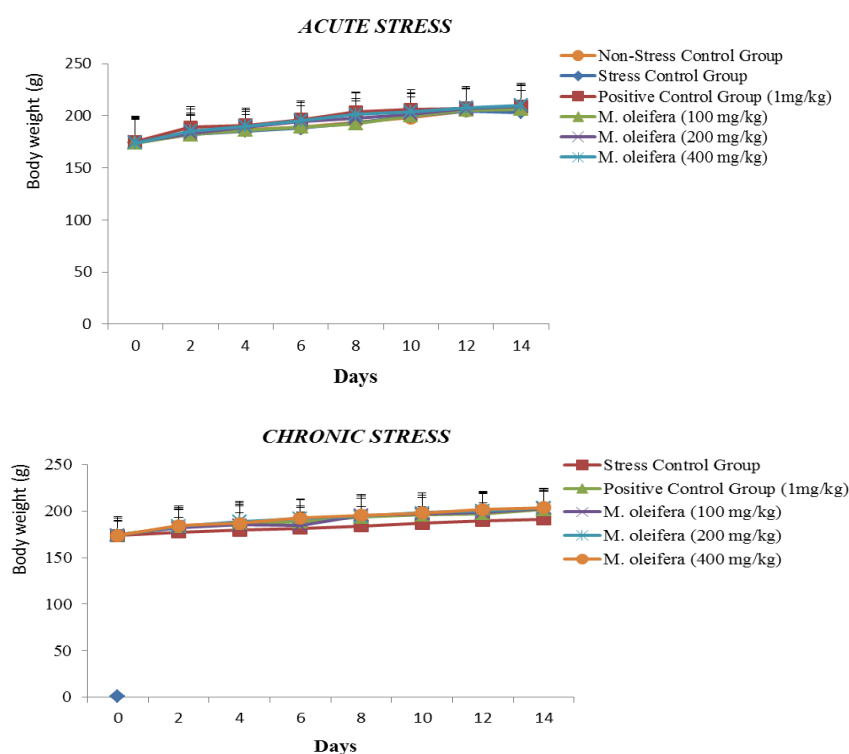 ACUTE STRESS
Body weight (g)
250
200
150
100
50
0
0 2 4 6 8 10 12 14
Days
Non-Stress Control Group
Stress Control Group
Positive Control Group (1mg/kg)
M. oleifera (100 mg/kg)
M. oleifera (200 mg/kg)
M. oleifera (400 mg/kg)
CHRONIC STRESS
Body weight (g)
250
200
150
100
50
0
0 2 4 6 8 10 12 14
Days
Stress Control Group
Positive Control Group (1mg/kg)
M. oleifera (100 mg/kg)
M. oleifera (200 mg/kg)
M. oleifera (400 mg/kg)